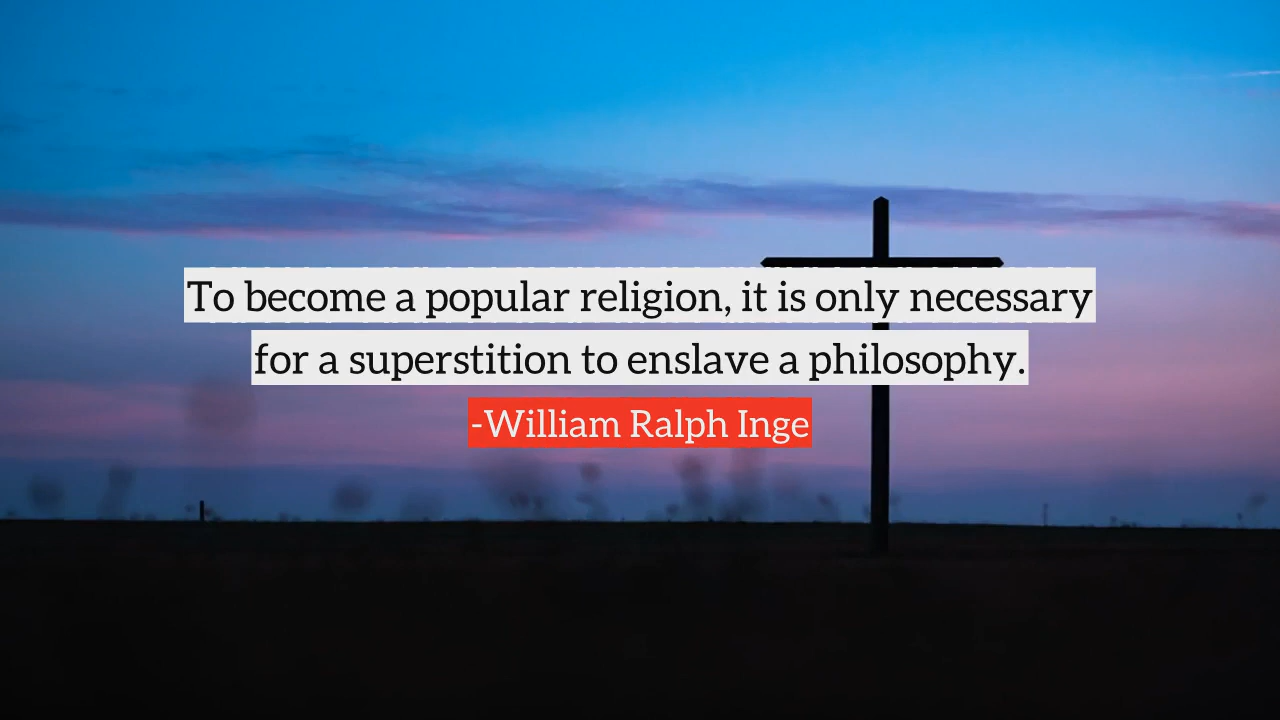 To become a popular religion, it is only necessary
for a superstition to enslave a philosophy.
-William Ralph Inge